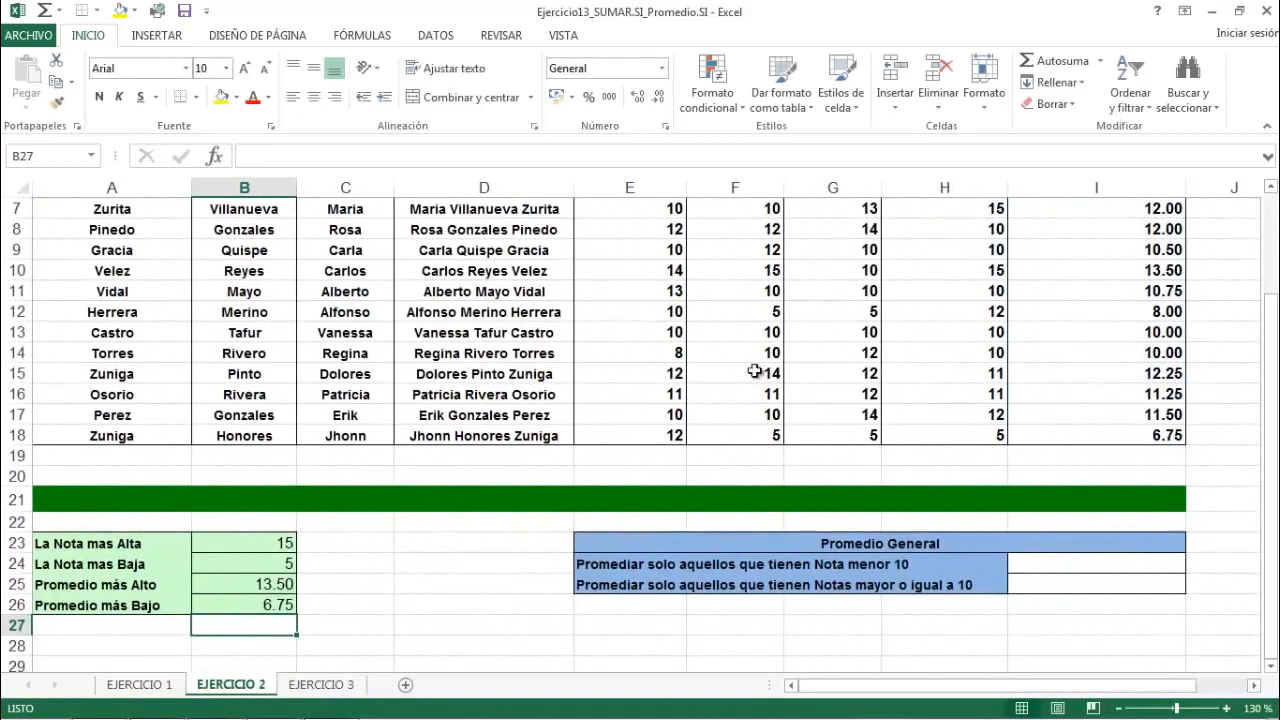 Ejercicio13_SUMAR.SI_Promedio.SI - Excel
ARCHIVO INICIO INSERTAR DISEÑO DE PÁGINA FÓRMULAS DATOS REVISAR VISTA Iniciar sesión
Pegar
Arial 10
Ajustar texto
General
N K S
Combinar y centrar
% 000
Formato condicional
Dar formato como tabla
Estilos de celda
Insertar Eliminar Formato
Autosuma
Rellenar
Borrar
Ordenar y filtrar
Buscar y seleccionar
Portapapeles Fuente Alineación Número Estilos Celdas Modificar
B27 fx
A B C D E F G H I J
7 Zurita Villanueva Maria Maria Villanueva Zurita 10 10 13 15 12.00
8 Pinedo Gonzales Rosa Rosa Gonzales Pinedo 12 12 14 10 12.00
9 Gracia Quispe Carla Carla Quispe Gracia 10 12 10 10 10.50
10 Velez Reyes Carlos Carlos Reyes Velez 14 15 10 15 13.50
11 Vidal Mayo Alberto Alberto Mayo Vidal 13 10 10 10 10.75
12 Herrera Merino Alfonso Alfonso Merino Herrera 10 5 5 12 8.00
13 Castro Tafur Vanessa Vanessa Tafur Castro 10 10 10 10 10.00
14 Torres Rivero Regina Regina Rivero Torres 8 10 12 10 10.00
15 Zuniga Pinto Dolores Dolores Pinto Zuniga 12 14 12 11 12.25
16 Osorio Rivera Patricia Patricia Rivera Osorio 11 11 12 11 11.25
17 Perez Gonzales Erik Erik Gonzales Perez 10 10 14 12 11.50
18 Zuniga Honores Jhonn Jhonn Honores Zuniga 12 5 5 5 6.75
19
20
21
22
23 La Nota mas Alta 15 Promedio General
24 La Nota mas Baja 5 Promediar solo aquellos que tienen Nota menor 10
25 Promedio más Alto 13.50 Promediar solo aquellos que tienen Notas mayor o igual a 10
26 Promedio más Bajo 6.75
27
28
29
EJERCICIO 1 EJERCICIO 2 EJERCICIO 3
LISTO 130 %